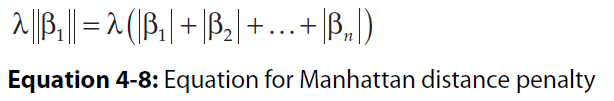 λ||β₁|| = λ(|β₁| + |β₂| + ... + |βₙ|)
Equation 4-8: Equation for Manhattan distance penalty